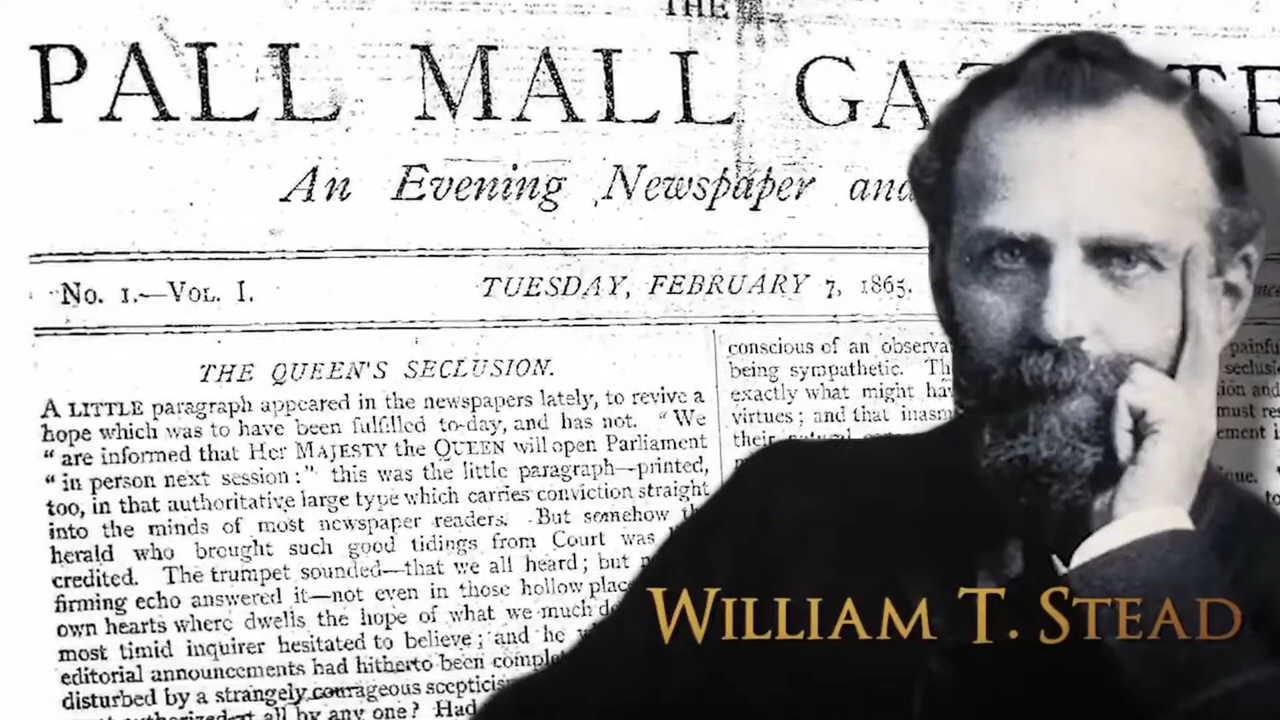 THE
PALL MALL GA
An Evening Newspaper and
No. 1.—VOL. I.
TUESDAY, FEBRUARY 7, 1865.
THE QUEEN'S SECLUSION.
A LITTLE paragraph appeared in the newspapers lately, to revive a
hope which was to have been fulfilled to-day, and has not. "We
"are informed that Her MAJESTY the QUEEN will open Parliament
"in person next session:" this was the little paragraph—printed,
too, in that authoritative large type which carries conviction straight
into the minds of most newspaper readers. But somehow
herald who brought such good tidings from Court was
credited. The trumpet sounded—that we all heard; but
firming echo answered it—not even in those hollow place
own hearts where dwells the hope of what we much
most timid inquirer hesitated to believe; and he
editorial announcements had hitherto been
disturbed by a strangely courageous
at all by any one? Had
conscious of an
being sympathetic.
exactly what might
virtues; and that
their
WILLIAM T. STEAD